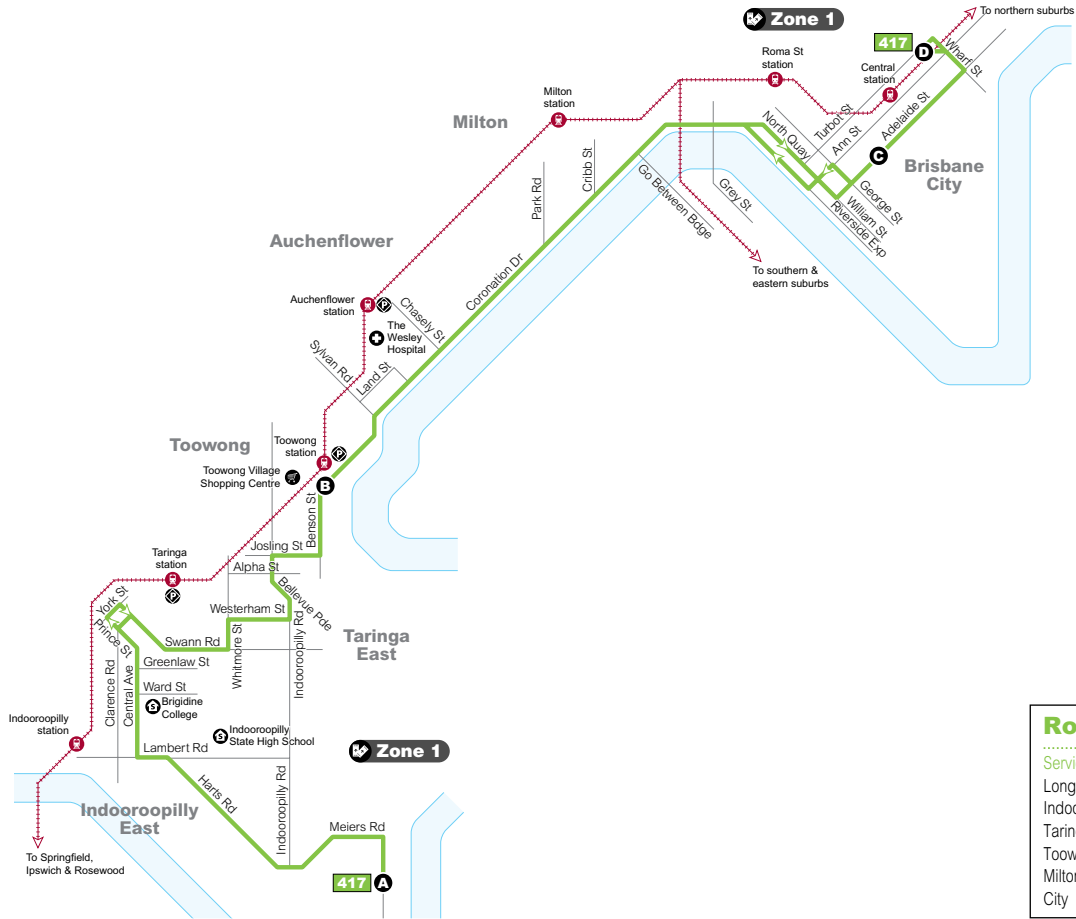 To northern suburbs
Zone 1
417
D
Wharf St
Roma St
station
Central
station
Milton
station
Milton
North Quay
Turbot St
Ann St
Adelaide St
C
Brisbane
City
Cribb St
Park Rd
Go Between Bdge
Grey St
George St
William St
Riverside Exp
Auchenflower
To southern &
eastern suburbs
Coronation Dr
Auchenflower
station
P
Chasely St
The
Wesley
Hospital
Sylvan Rd
Land St
Toowong
Toowong
station
P
Toowong Village
Shopping Centre
B
Benson St
Josling St
Taringa
station
P
Alpha St
Bellevue Pde
York St
Westerham St
Prince St
Swann Rd
Whitmore St
Indooroopilly Rd
Taringa
East
Greenlaw St
Clarence Rd
Central Ave
Ward St
S
Brigidine
College
Indooroopilly
station
S
Indooroopilly
State High School
Lambert Rd
Zone 1
Harts Rd
Indooroopilly Rd
Indooroopilly
East
Meiers Rd
To Springfield,
Ipswich & Rosewood
417
A
Ro
Servi
Long
Indoo
Tarin
Toow
Milto
City